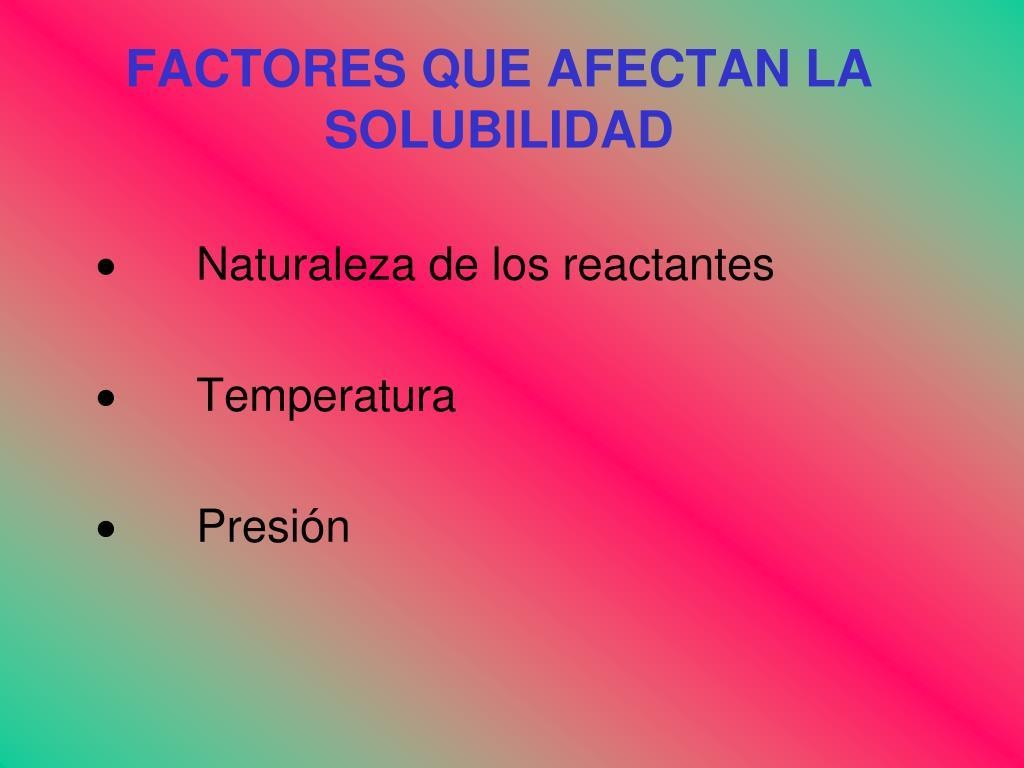 FACTORES QUE AFECTAN LA
SOLUBILIDAD
• Naturaleza de los reactantes
• Temperatura
• Presión